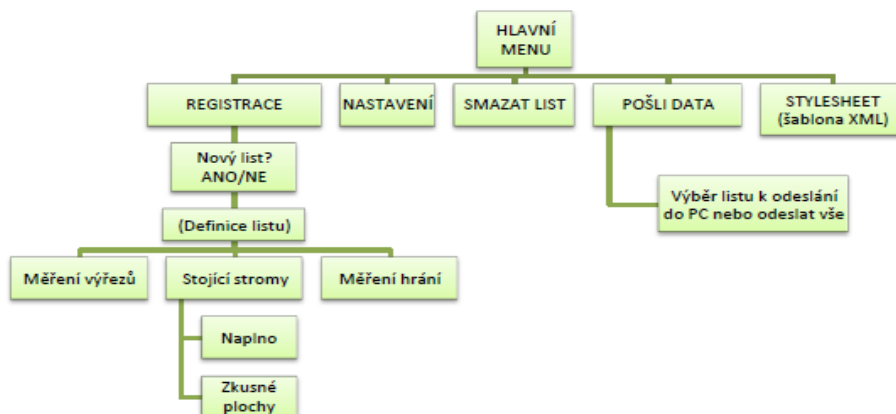 HLAVNÍ
MENU
REGISTRACE
NASTAVENÍ
SMAZAT LIST
POŠLI DATA
STYLESHEET
(šablona XML)
Nový list?
ANO/NE
(Definice listu)
Výběr listu k odeslání
do PC nebo odeslat vše
Měření výřezů
Stojící stromy
Měření hrání
Naplno
Zkusné
plochy